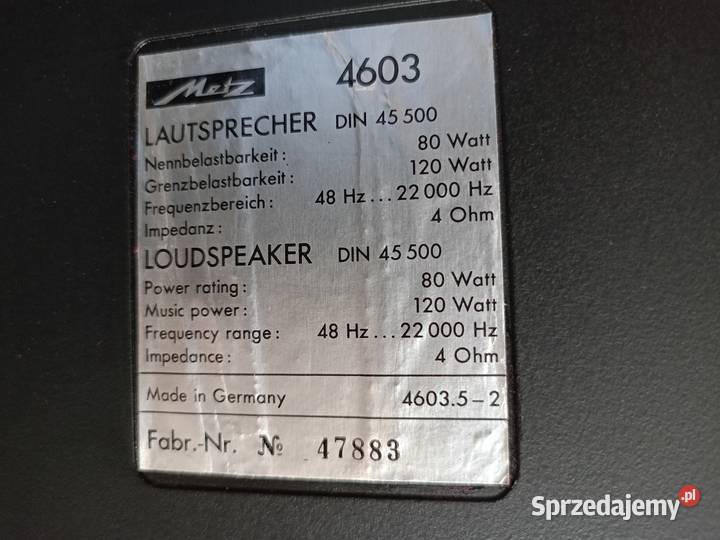 Metz 4603
LAUTSPRECHER DIN 45 500
Nennbelastbarkeit: 80 Watt
Grenzbelastbarkeit: 120 Watt
Frequenzbereich: 48 Hz...22 000 Hz
Impedanz: 4 Ohm
LOUDSPEAKER DIN 45 500
Power rating: 80 Watt
Music power: 120 Watt
Frequency range: 48 Hz...22 000 Hz
Impedance: 4 Ohm
Made in Germany 4603.5–2
Fabr.-Nr. № 47883
Sprzedajemy.pl